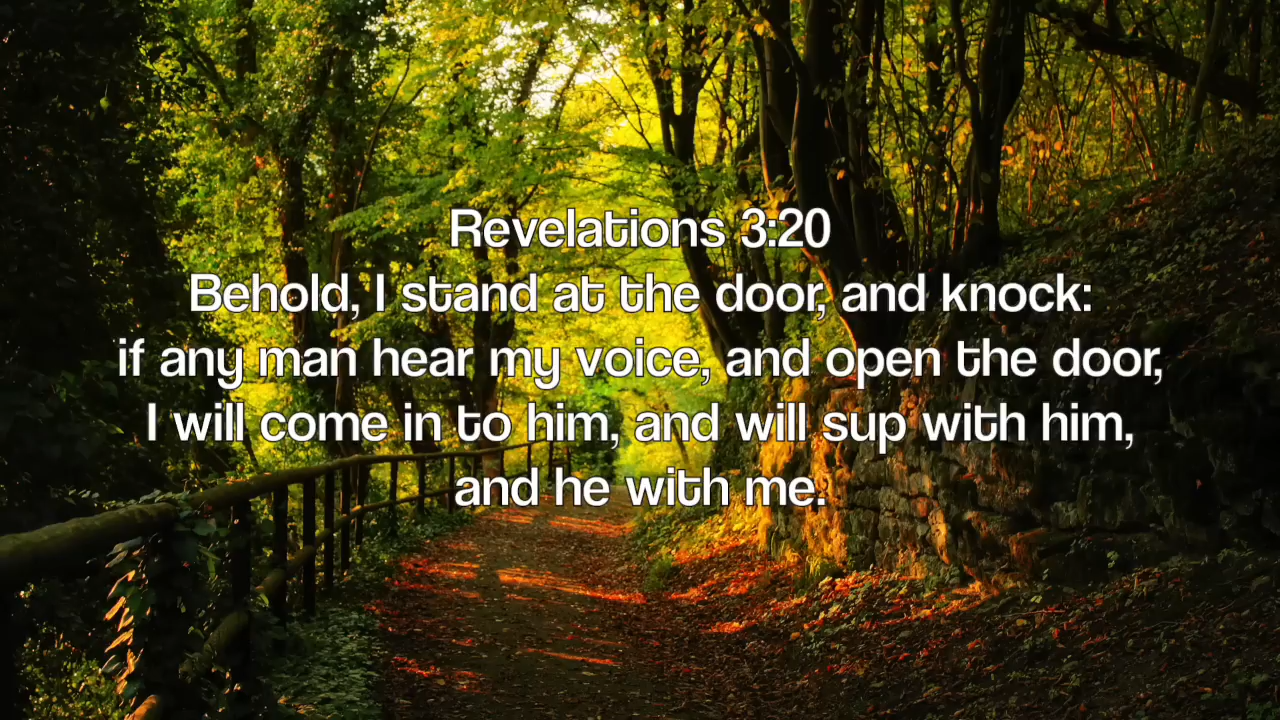 Revelations 3:20
Behold, I stand at the door, and knock:
if any man hear my voice, and open the door,
I will come in to him, and will sup with him,
and he with me.